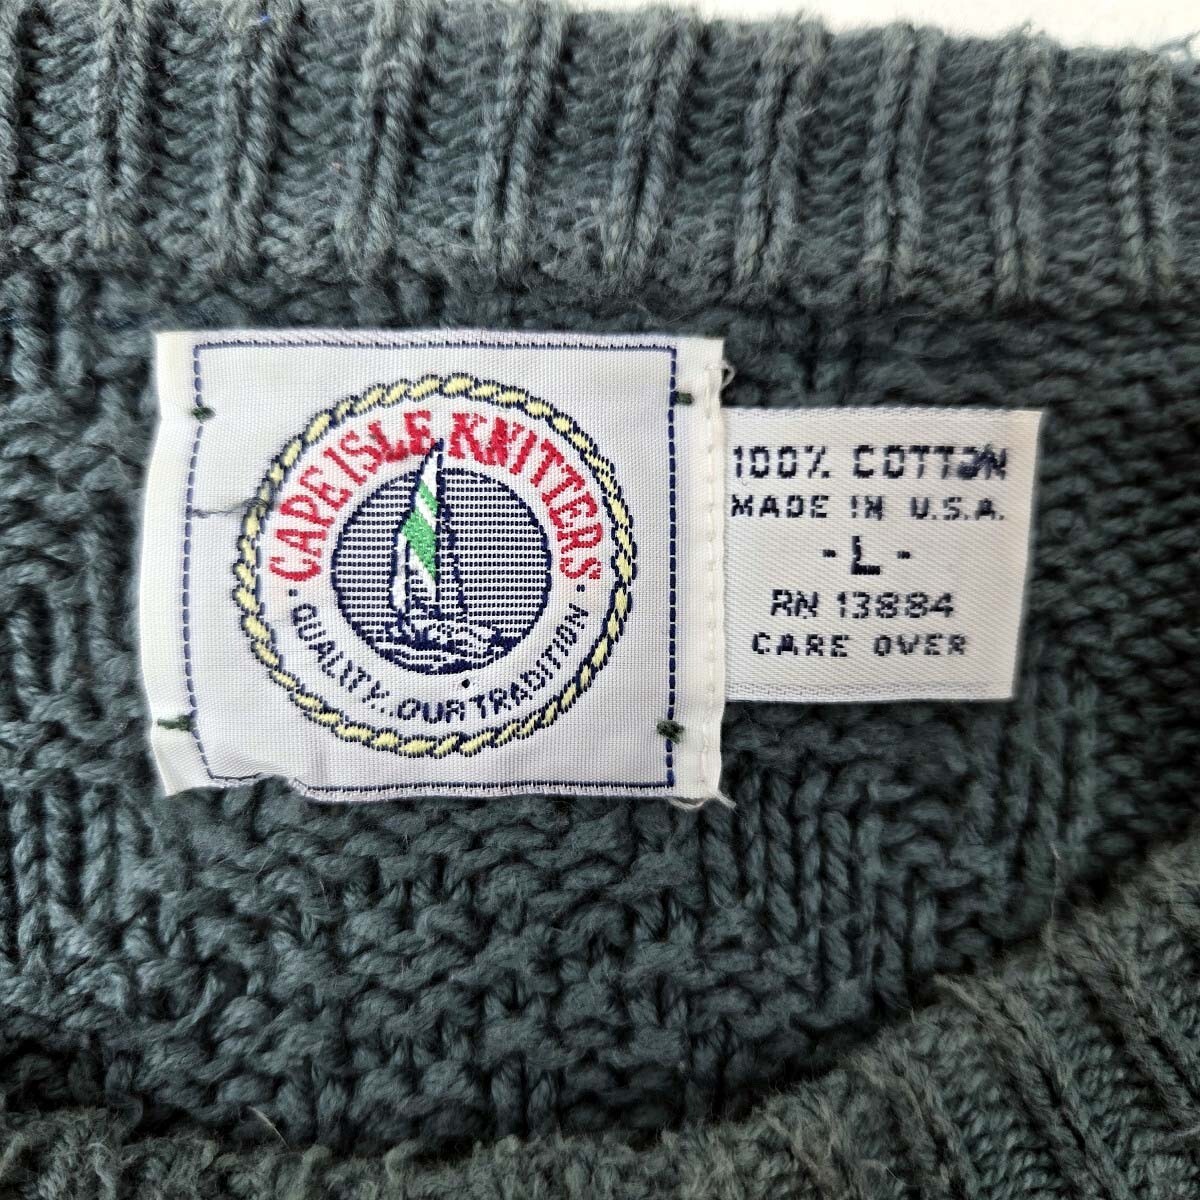 CAPE ISLE KNITTERS
· QUALITY...OUR TRADITION ·
100% COTTON
MADE IN U.S.A.
- L -
RN 13884
CARE OVER